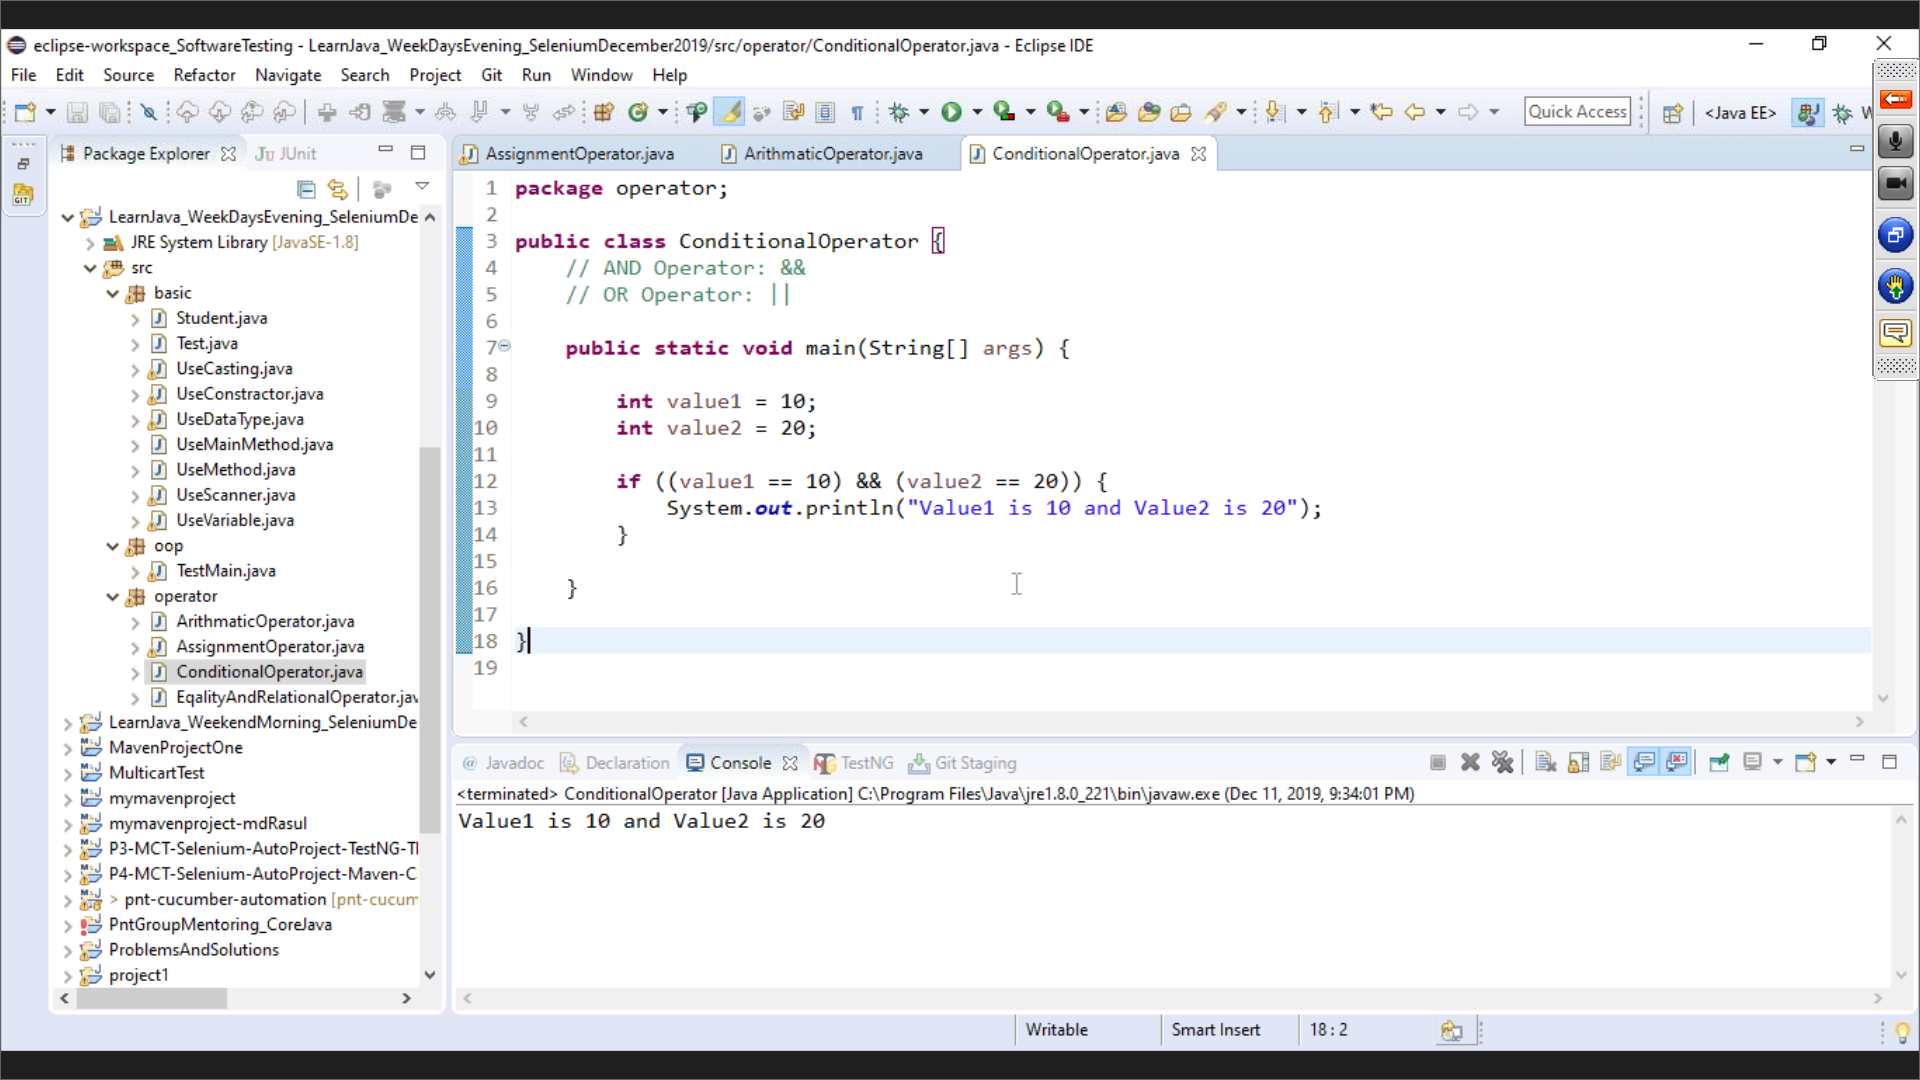 eclipse-workspace_SoftwareTesting - LearnJava_WeekDaysEvening_SeleniumDecember2019/src/operator/ConditionalOperator.java - Eclipse IDE
File Edit Source Refactor Navigate Search Project Git Run Window Help
Quick Access <Java EE>
Package Explorer JUnit
AssignmentOperator.java ArithmaticOperator.java ConditionalOperator.java
GIT
LearnJava_WeekDaysEvening_SeleniumDe
JRE System Library [JavaSE-1.8]
src
basic
Student.java
Test.java
UseCasting.java
UseConstractor.java
UseDataType.java
UseMainMethod.java
UseMethod.java
UseScanner.java
UseVariable.java
oop
TestMain.java
operator
ArithmaticOperator.java
AssignmentOperator.java
ConditionalOperator.java
EqalityAndRelationalOperator.jav
LearnJava_WeekendMorning_SeleniumDe
MavenProjectOne
MulticartTest
mymavenproject
mymavenproject-mdRasul
P3-MCT-Selenium-AutoProject-TestNG-T
P4-MCT-Selenium-AutoProject-Maven-C
> pnt-cucumber-automation [pnt-cucum
PntGroupMentoring_CoreJava
ProblemsAndSolutions
project1
1 package operator;
2
3 public class ConditionalOperator {
4 // AND Operator: &&
5 // OR Operator: ||
6
7 public static void main(String[] args) {
8
9 int value1 = 10;
10 int value2 = 20;
11
12 if ((value1 == 10) && (value2 == 20)) {
13 System.out.println("Value1 is 10 and Value2 is 20");
14 }
15
16 }
17
18 }
19
@ Javadoc Declaration Console TestNG Git Staging
<terminated> ConditionalOperator [Java Application] C:\Program Files\Java\jre1.8.0_221\bin\javaw.exe (Dec 11, 2019, 9:34:01 PM)
Value1 is 10 and Value2 is 20
Writable Smart Insert 18 : 2